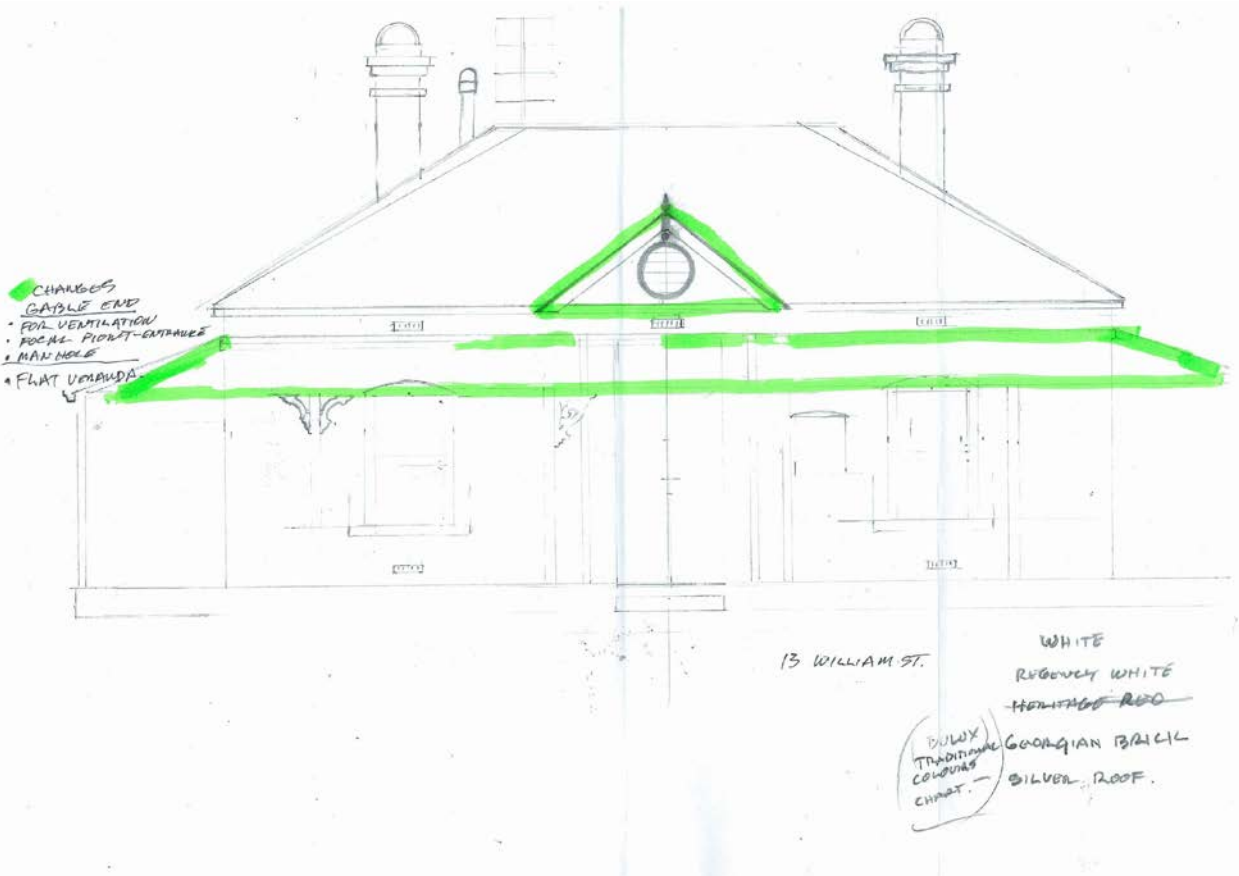 CHANGES
GABLE END
• FOR VENTILATION
• FOCAL PIONT-ENTRANCE
• MAN HOLE
• FLAT VERANDA.
13 WILLIAM ST.
WHITE
REGENCY WHITE
HERITAGE RED
GEORGIAN BRICK
SILVER ROOF.
DULUX
TRADITIONAL
COLOURS
CHART. —